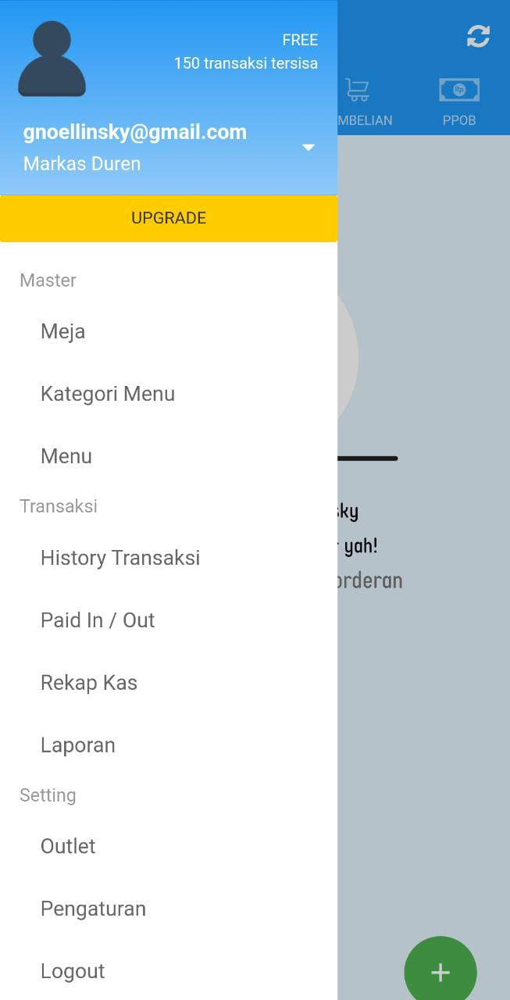 FREE
150 transaksi tersisa
gnoellinsky@gmail.com
Markas Duren
UPGRADE
MBELIAN
PPOB
Rp
Master
Meja
Kategori Menu
Menu
sky
yah!
Transaksi
orderan
History Transaksi
Paid In / Out
Rekap Kas
Laporan
Setting
Outlet
Pengaturan
Logout
+